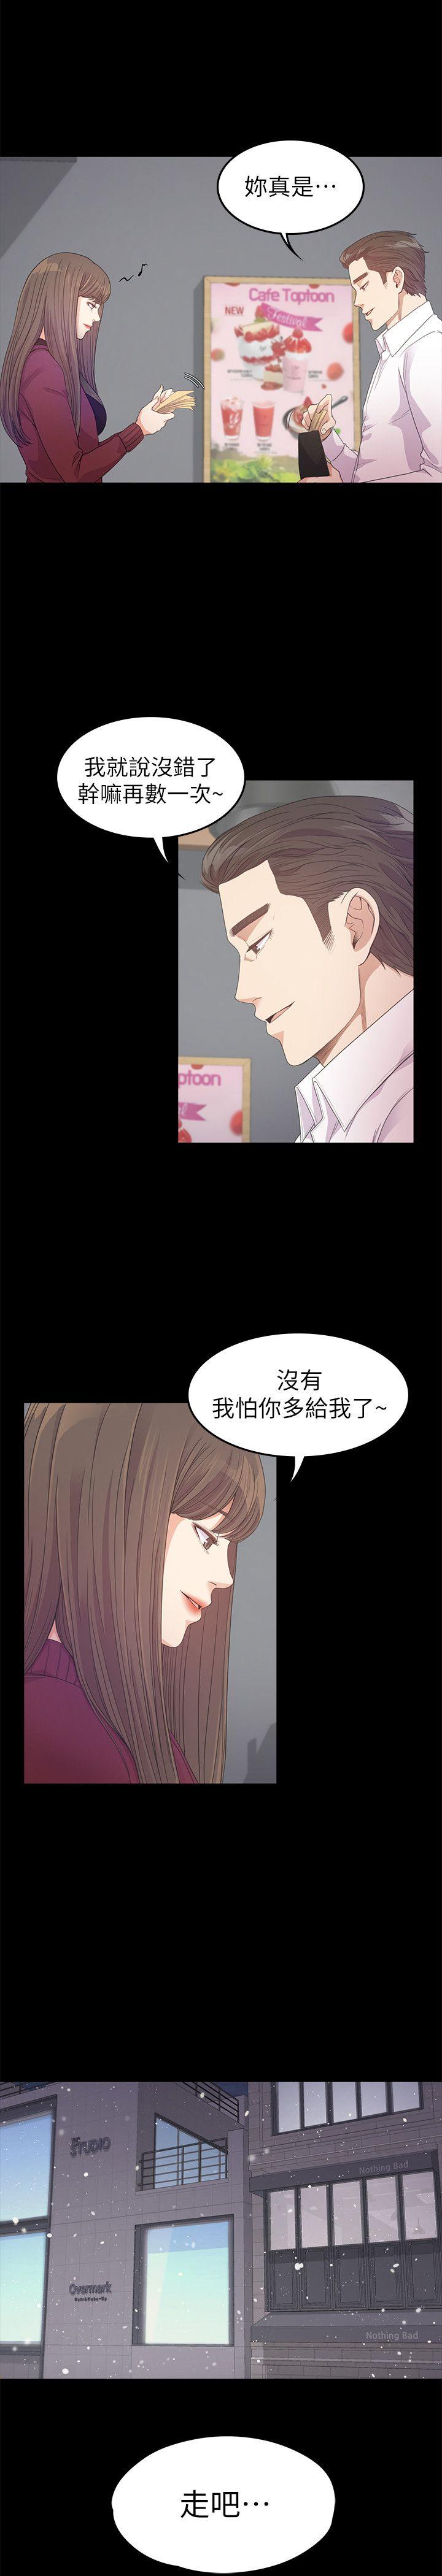 妳真是…
Cafe Toptoon
Festival
NEW
我就說沒錯了
幹嘛再數一次~
ptoon
沒有
我怕你多給我了~
STUDIO
Nothing Bad
Overmark
Nothing Bad
走吧…